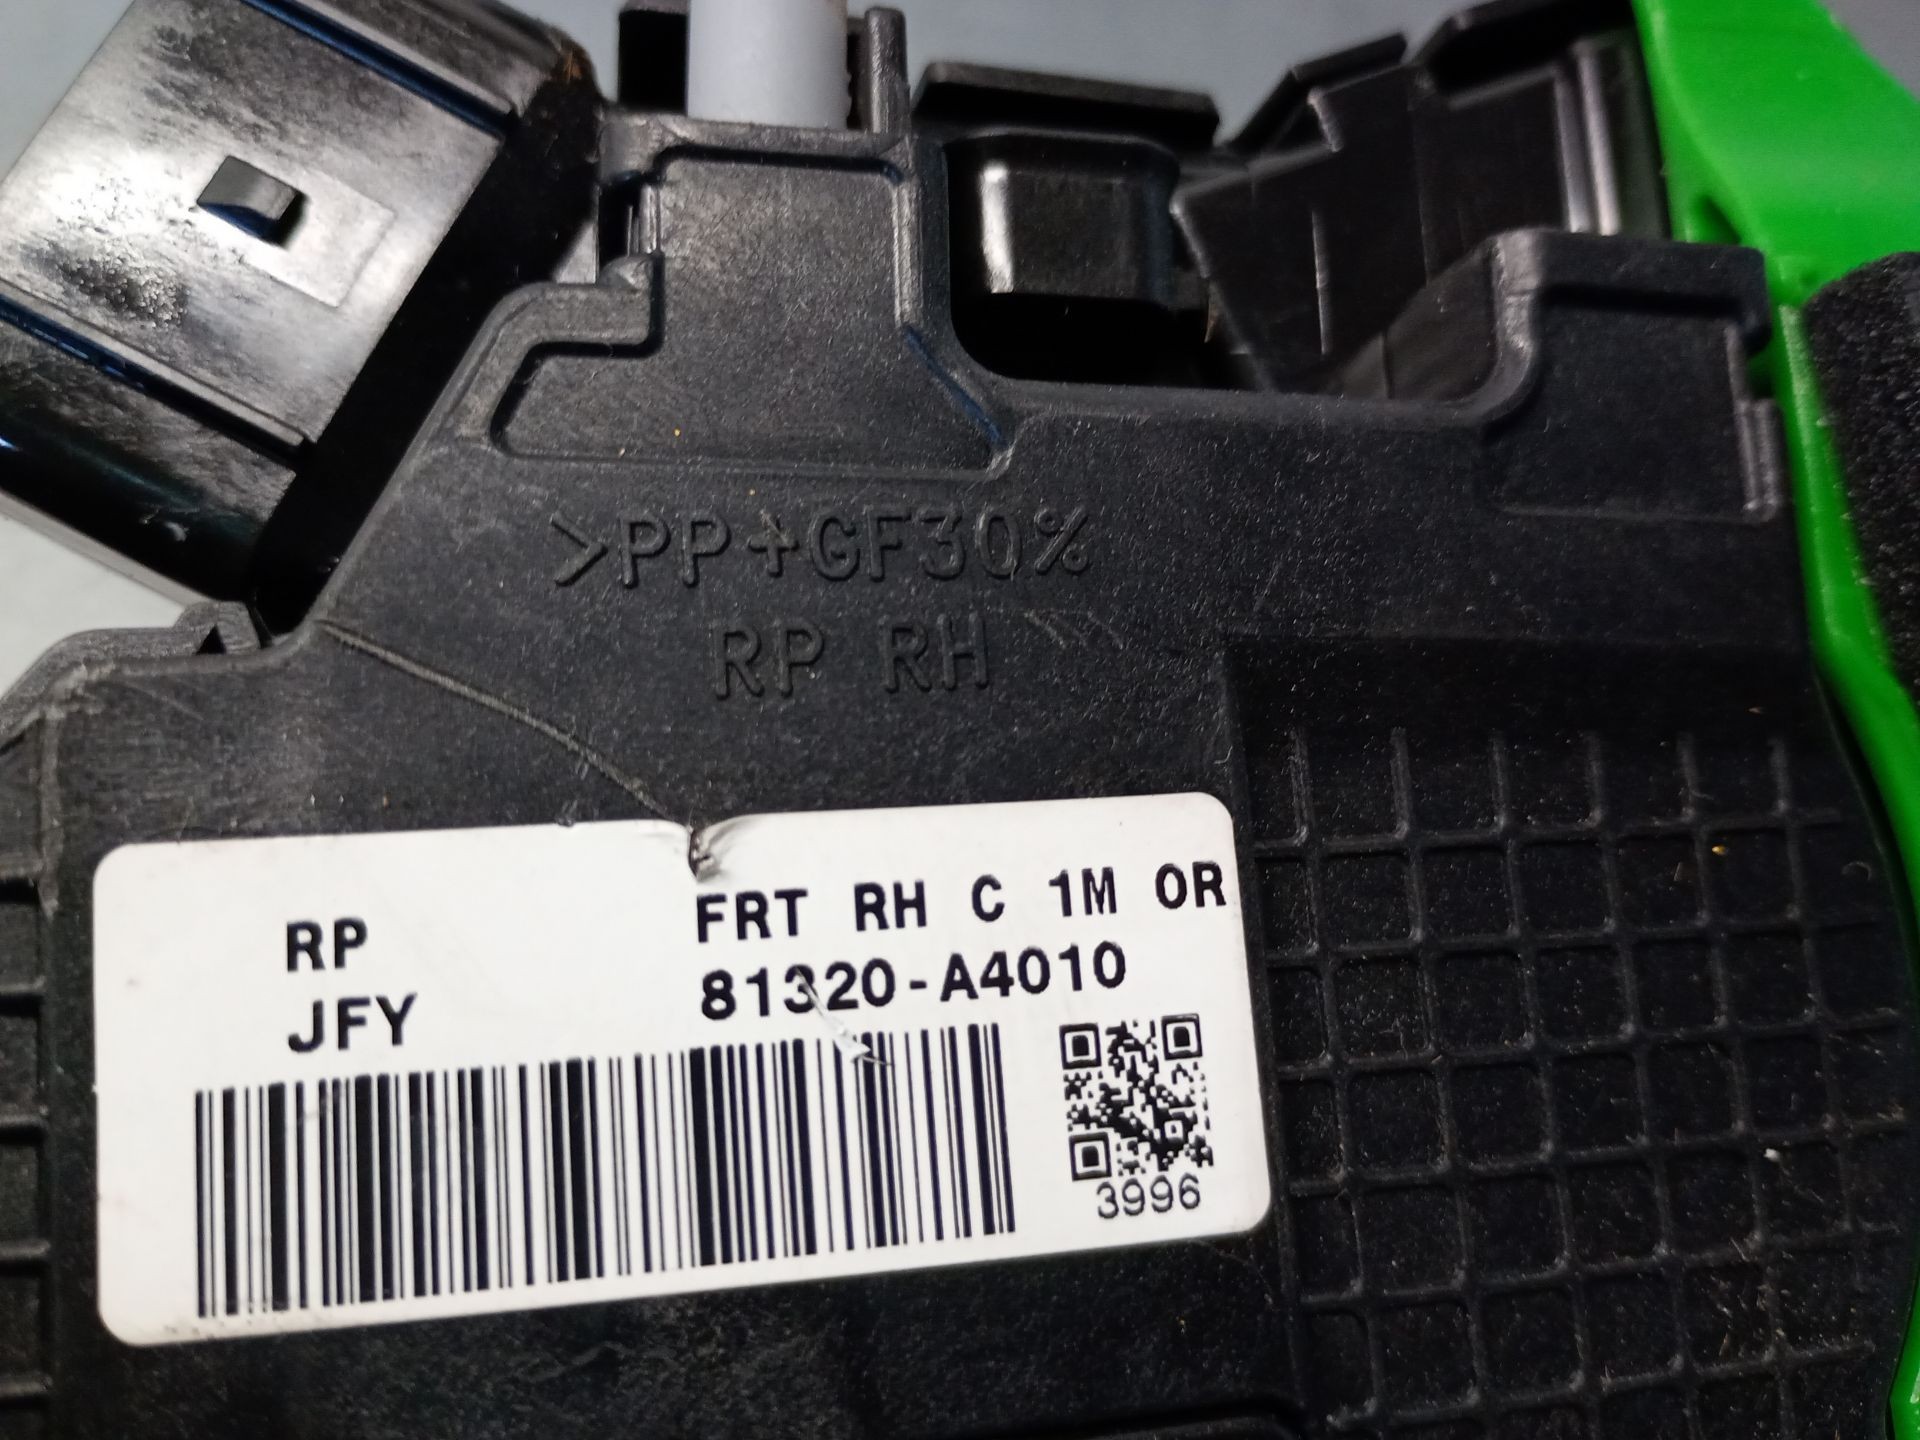 >PP+GF30%
RP RH
RP FRT RH C 1M OR
JFY 81320-A4010
3996